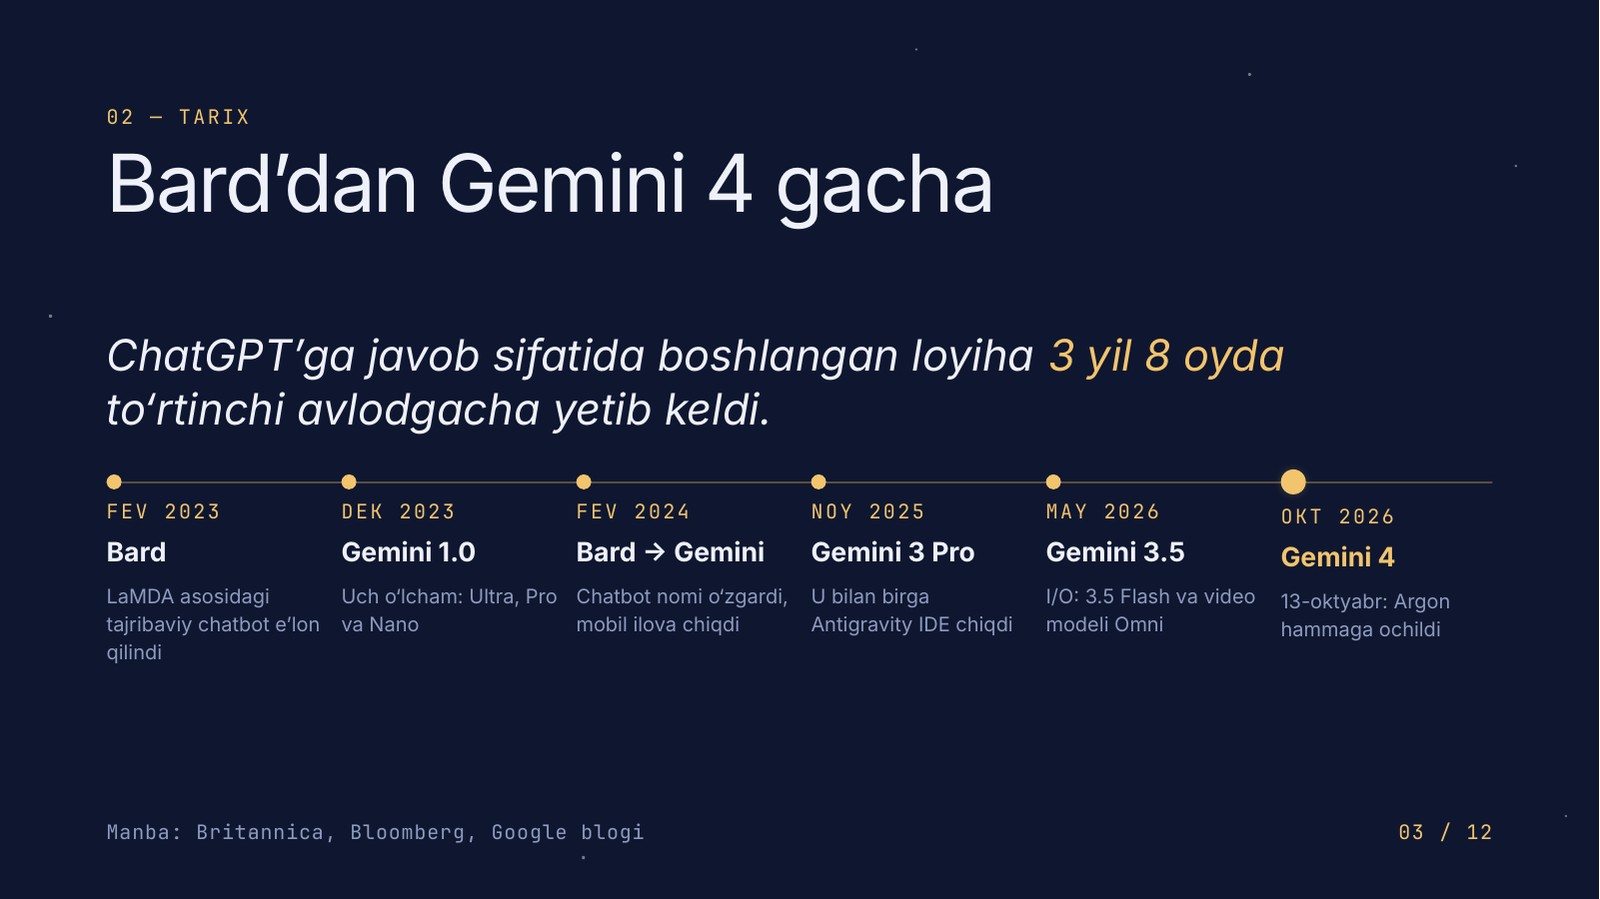 02 — TARIX
Bard’dan Gemini 4 gacha
ChatGPT’ga javob sifatida boshlangan loyiha 3 yil 8 oyda
to‘rtinchi avlodgacha yetib keldi.
FEV 2023
Bard
LaMDA asosidagi
tajribaviy chatbot e’lon
qilindi
DEK 2023
Gemini 1.0
Uch o‘lcham: Ultra, Pro
va Nano
FEV 2024
Bard → Gemini
Chatbot nomi o‘zgardi,
mobil ilova chiqdi
NOY 2025
Gemini 3 Pro
U bilan birga
Antigravity IDE chiqdi
MAY 2026
Gemini 3.5
I/O: 3.5 Flash va video
modeli Omni
OKT 2026
Gemini 4
13-oktyabr: Argon
hammaga ochildi
Manba: Britannica, Bloomberg, Google blogi
03 / 12